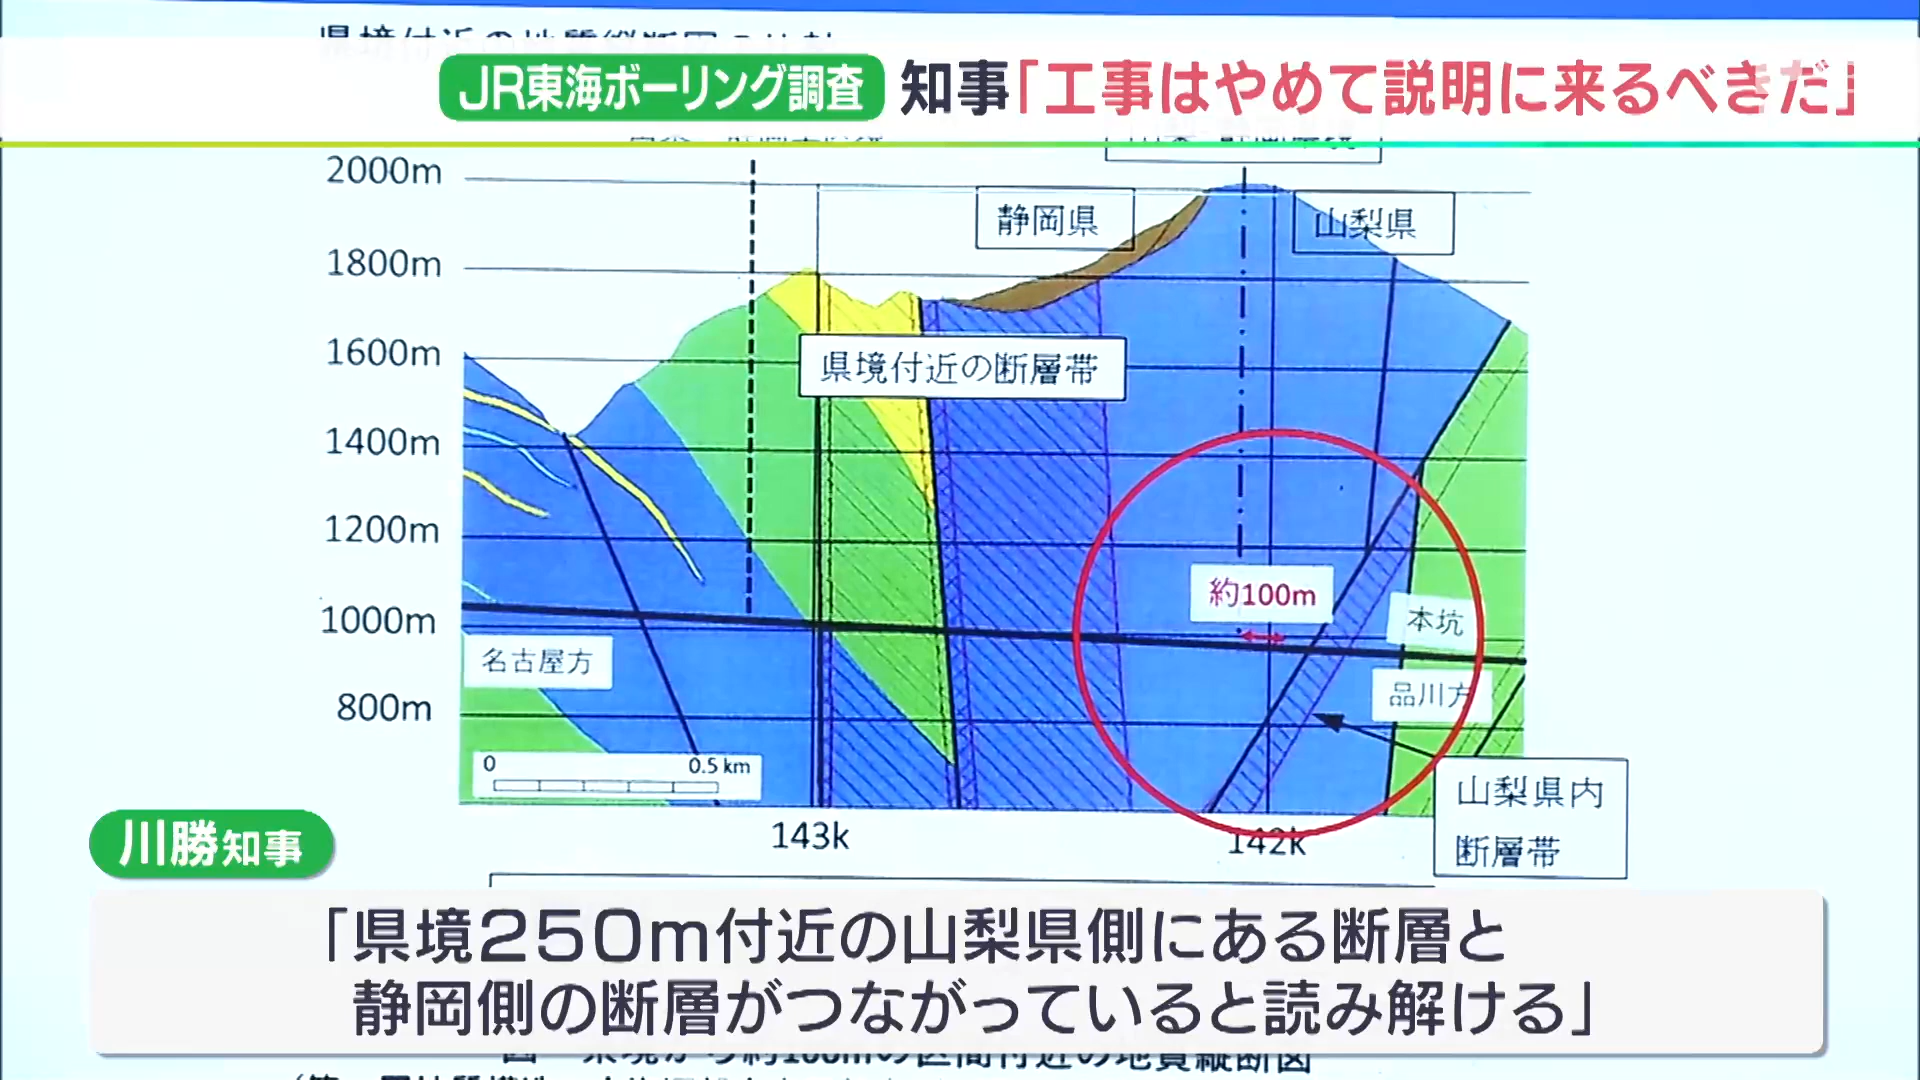 JR東海ボーリング調査 知事「工事はやめて説明に来るべきだ」
2000m
静岡県
山梨県
1800m
1600m
県境付近の断層帯
1400m
1200m
約100m
1000m
本坑
名古屋方
品川方
800m
0 0.5 km
山梨県内
断層帯
143k
142k
川勝知事
「県境250m付近の山梨県側にある断層と
静岡側の断層がつながっていると読み解ける」